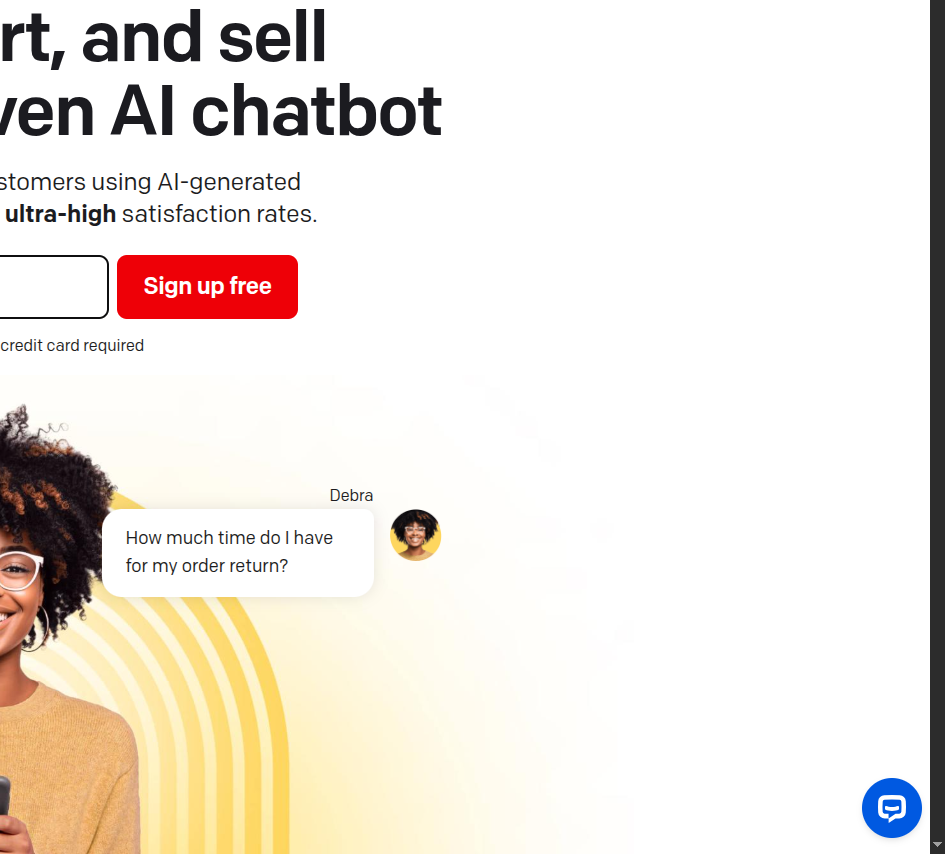 rt, and sell
ven AI chatbot
stomers using AI-generated
ultra-high satisfaction rates.
Sign up free
credit card required
Debra
How much time do I have
for my order return?